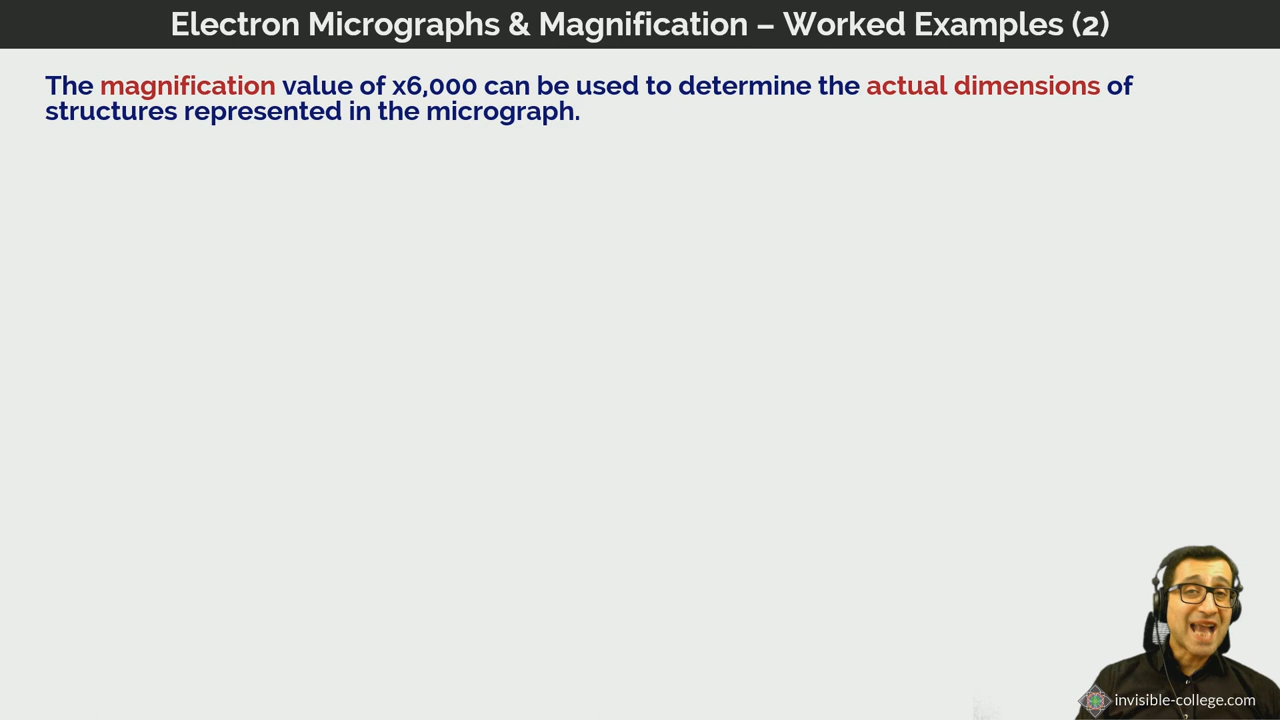 Electron Micrographs & Magnification – Worked Examples (2)
The magnification value of x6,000 can be used to determine the actual dimensions of
structures represented in the micrograph.
invisible-college.com